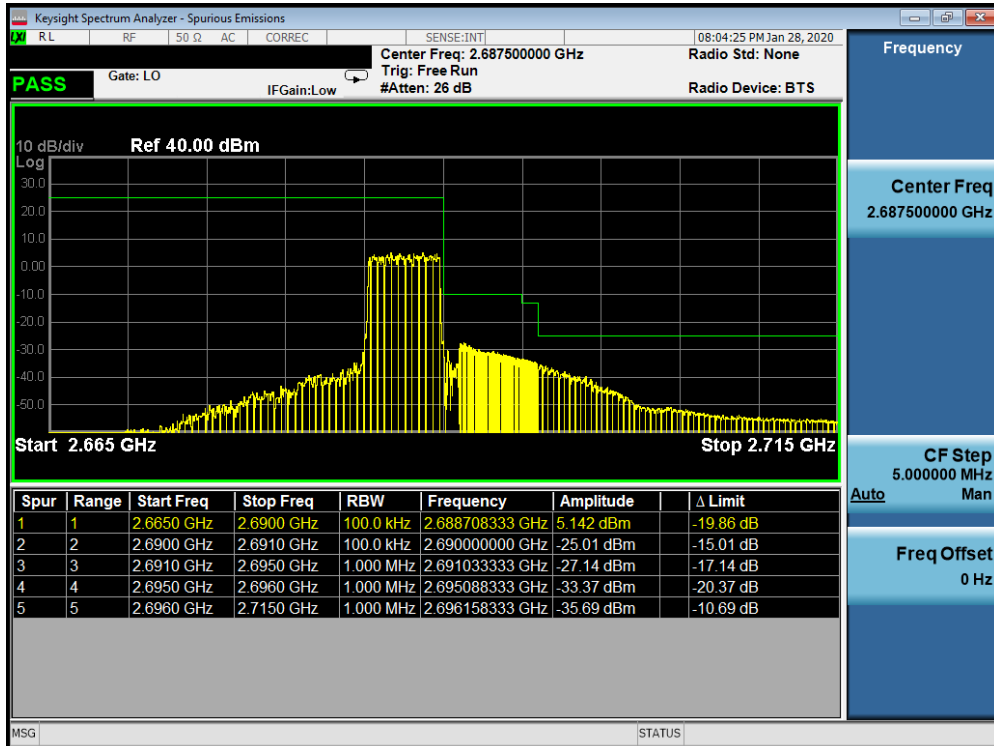 Keysight Spectrum Analyzer - Spurious Emissions
LXI RL RF 50 Ω AC CORREC SENSE:INT 08:04:25 PM Jan 28, 2020
Center Freq: 2.687500000 GHz Radio Std: None
Trig: Free Run
PASS Gate: LO IFGain:Low #Atten: 26 dB Radio Device: BTS
10 dB/div Ref 40.00 dBm
Log
30.0
20.0
10.0
0.00
-10.0
-20.0
-30.0
-40.0
-50.0
Start 2.665 GHz Stop 2.715 GHz
Spur Range Start Freq Stop Freq RBW Frequency Amplitude Δ Limit
1 1 2.6650 GHz 2.6900 GHz 100.0 kHz 2.688708333 GHz 5.142 dBm -19.86 dB
2 2 2.6900 GHz 2.6910 GHz 100.0 kHz 2.690000000 GHz -25.01 dBm -15.01 dB
3 3 2.6910 GHz 2.6950 GHz 1.000 MHz 2.691033333 GHz -27.14 dBm -17.14 dB
4 4 2.6950 GHz 2.6960 GHz 1.000 MHz 2.695088333 GHz -33.37 dBm -20.37 dB
5 5 2.6960 GHz 2.7150 GHz 1.000 MHz 2.696158333 GHz -35.69 dBm -10.69 dB
MSG STATUS
Frequency
Center Freq
2.687500000 GHz
CF Step
5.000000 MHz
Auto Man
Freq Offset
0 Hz